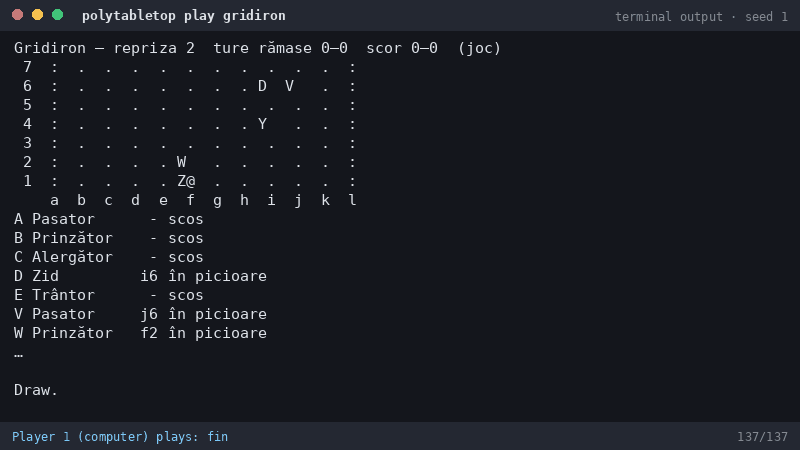 polytabletop play gridiron
terminal output · seed 1
Gridiron — repriza 2  ture rămase 0–0  scor 0–0  (joc)
 7  :  .  .  .  .  .  .  .  .  .  .  :
 6  :  .  .  .  .  .  .  . D  V   .  :
 5  :  .  .  .  .  .  .  .  .  .  .  :
 4  :  .  .  .  .  .  .  . Y   .  .  :
 3  :  .  .  .  .  .  .  .  .  .  .  :
 2  :  .  .  .  . W   .  .  .  .  .  :
 1  :  .  .  .  . Z@  .  .  .  .  .  :
    a  b  c  d  e  f  g  h  i  j  k  l
A Pasator      - scos
B Prinzător    - scos
C Alergător    - scos
D Zid         i6 în picioare
E Trântor      - scos
V Pasator     j6 în picioare
W Prinzător   f2 în picioare
…
Draw.
Player 1 (computer) plays: fin
137/137